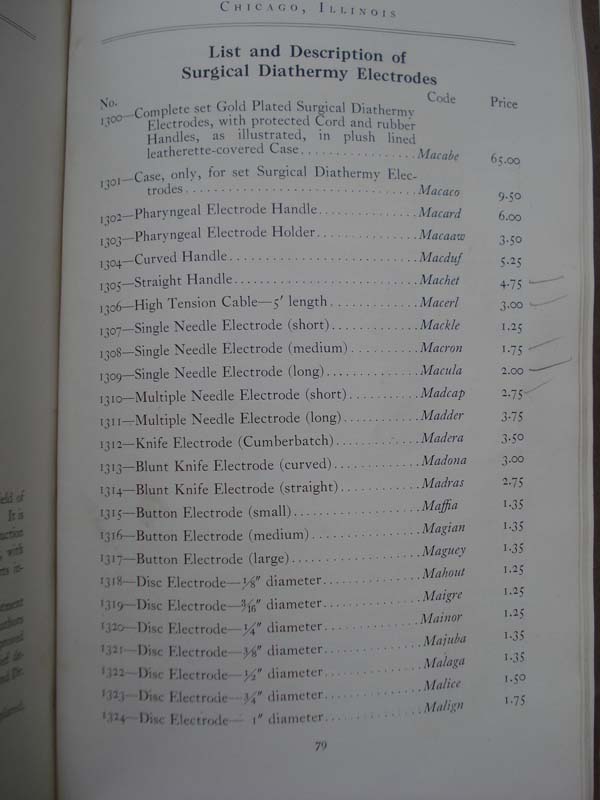 Chicago, Illinois
List and Description of
Surgical Diathermy Electrodes
No. Code Price
1300—Complete set Gold Plated Surgical Diathermy
Electrodes, with protected Cord and rubber
Handles, as illustrated, in plush lined
leatherette-covered Case Macabe 65.00
1301—Case, only, for set Surgical Diathermy Elec-
trodes Macaco 9.50
1302—Pharyngeal Electrode Handle Macard 6.00
1303—Pharyngeal Electrode Holder Macaaw 3.50
1304—Curved Handle Macduf 5.25
1305—Straight Handle Machet 4.75
1306—High Tension Cable—5′ length Macerl 3.00
1307—Single Needle Electrode (short) Mackle 1.25
1308—Single Needle Electrode (medium) Macron 1.75
1309—Single Needle Electrode (long) Macula 2.00
1310—Multiple Needle Electrode (short) Madcap 2.75
1311—Multiple Needle Electrode (long) Madder 3.75
1312—Knife Electrode (Cumberbatch) Madera 3.50
1313—Blunt Knife Electrode (curved) Madona 3.00
1314—Blunt Knife Electrode (straight) Madras 2.75
1315—Button Electrode (small) Maffia 1.35
1316—Button Electrode (medium) Magian 1.35
1317—Button Electrode (large) Maguey 1.35
1318—Disc Electrode—1/8″ diameter Mahout 1.25
1319—Disc Electrode—3/16″ diameter Maigre 1.25
1320—Disc Electrode—1/4″ diameter Mainor 1.25
1321—Disc Electrode—3/8″ diameter Majuba 1.35
1322—Disc Electrode—1/2″ diameter Malaga 1.35
1323—Disc Electrode—3/4″ diameter Malice 1.50
1324—Disc Electrode— 1″ diameter Malign 1.75
79